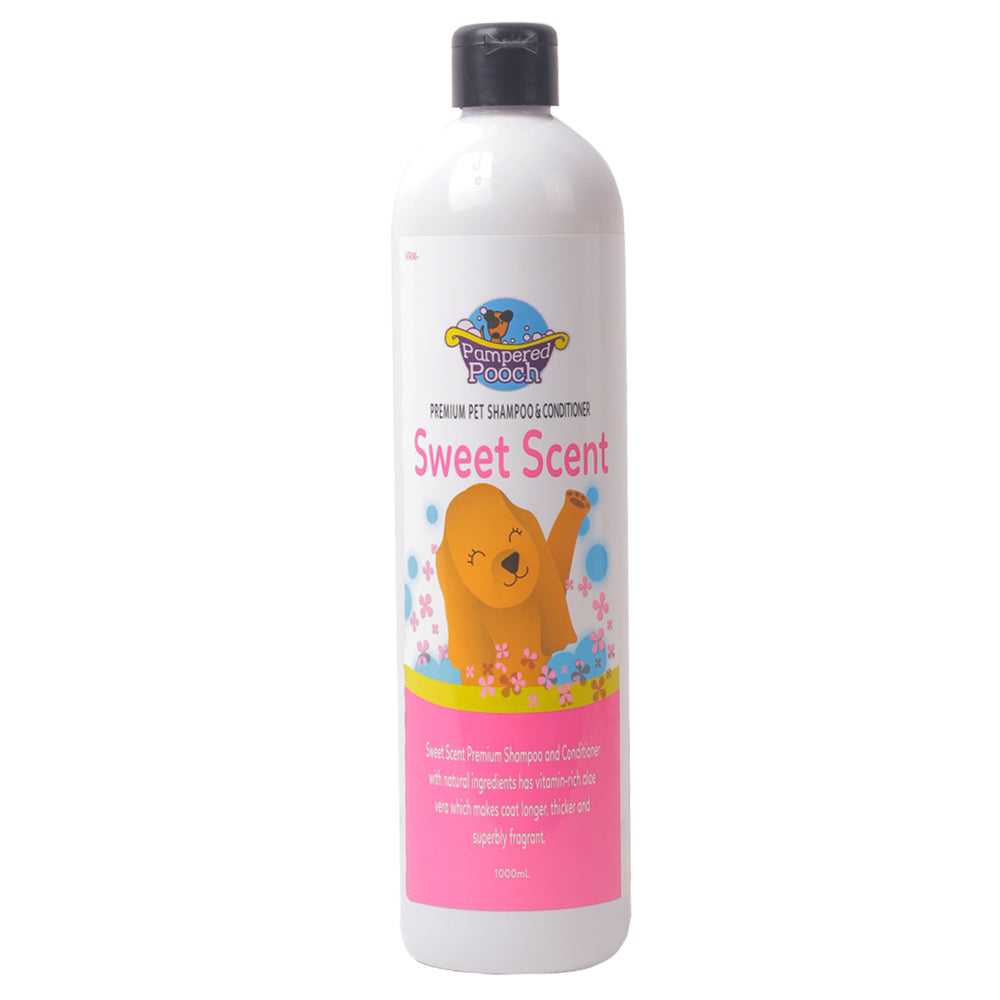 Pampered
Pooch
PREMIUM PET SHAMPOO & CONDITIONER
Sweet Scent
Sweet Scent Premium Shampoo and Conditioner
with natural ingredients has vitamin-rich aloe
vera which makes coat longer, thicker and
superbly fragrant.
1000mL